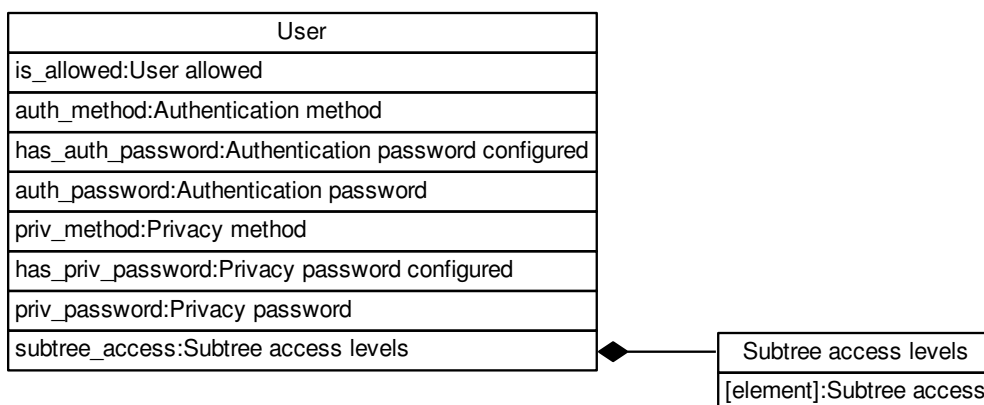 User
is_allowed:User allowed
auth_method:Authentication method
has_auth_password:Authentication password configured
auth_password:Authentication password
priv_method:Privacy method
has_priv_password:Privacy password configured
priv_password:Privacy password
subtree_access:Subtree access levels
Subtree access levels
[element]:Subtree access